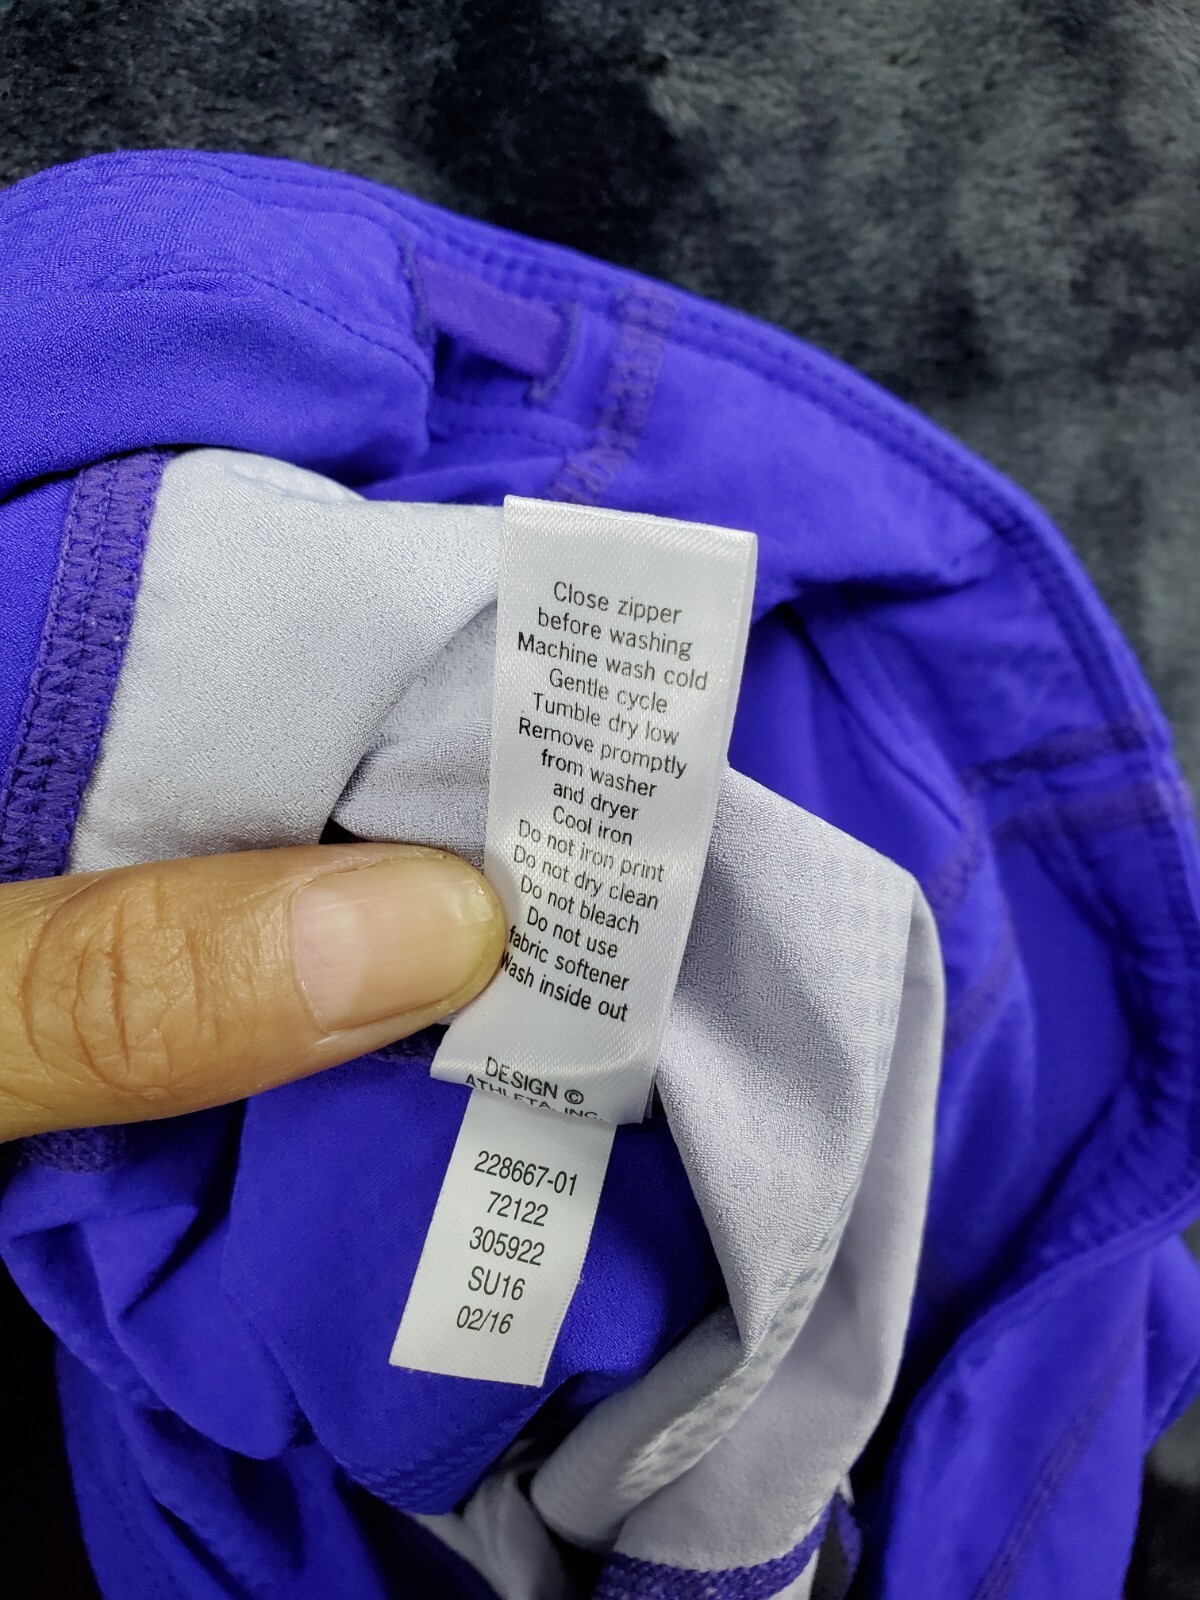 Close zipper
before washing
Machine wash cold
Gentle cycle
Tumble dry low
Remove promptly
from washer
and dryer
Cool iron
Do not iron print
Do not dry clean
Do not bleach
Do not use
fabric softener
Wash inside out
DESIGN ©
ATHLETA, INC.
228667-01
72122
305922
SU16
02/16